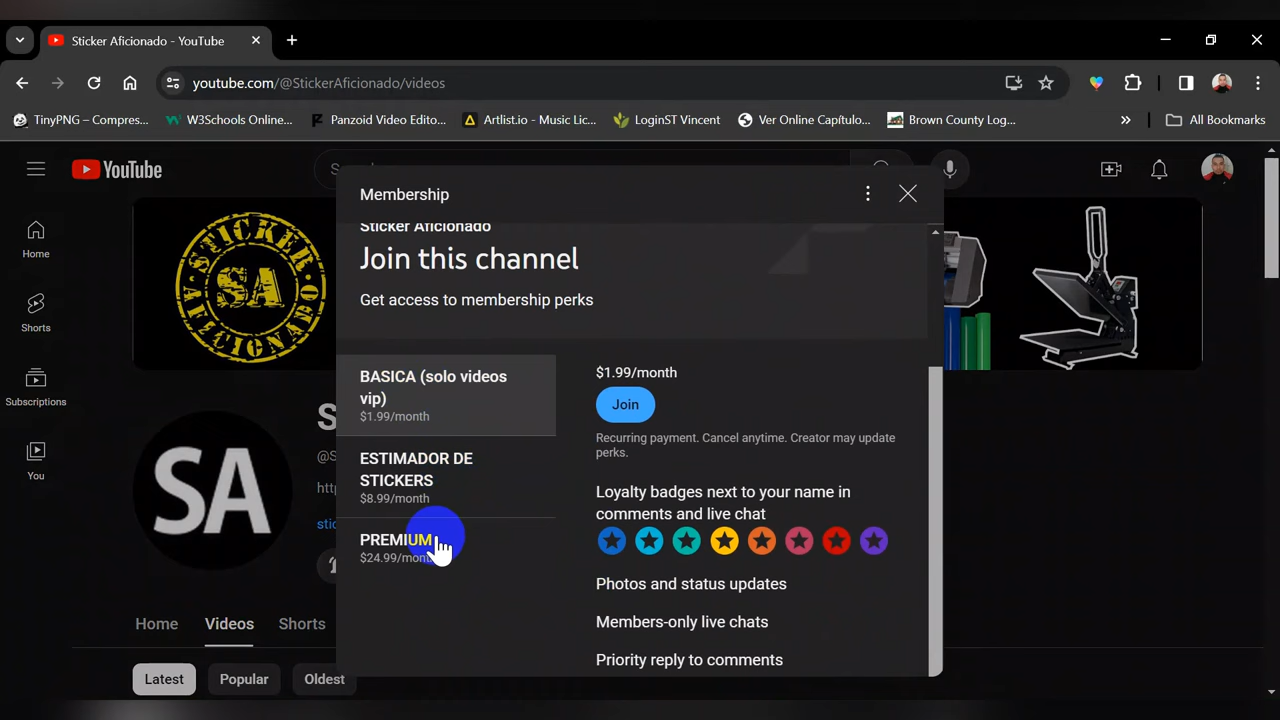 Sticker Aficionado - YouTube
youtube.com/@StickerAficionado/videos
TinyPNG – Compres...
W3Schools Online...
Panzoid Video Edito...
Artlist.io - Music Lic...
LoginST Vincent
Ver Online Capítulo...
Brown County Log...
All Bookmarks
YouTube
Membership
Home
Shorts
Subscriptions
You
STICKER
SA
AFICIONADO
SA
Sticker Aficionado
Join this channel
Get access to membership perks
BASICA (solo videos
vip)
$1.99/month
ESTIMADOR DE
STICKERS
$8.99/month
PREMIUM
$24.99/month
$1.99/month
Join
Recurring payment. Cancel anytime. Creator may update
perks.
Loyalty badges next to your name in
comments and live chat
Photos and status updates
Members-only live chats
Priority reply to comments
Home
Videos
Shorts
Latest
Popular
Oldest